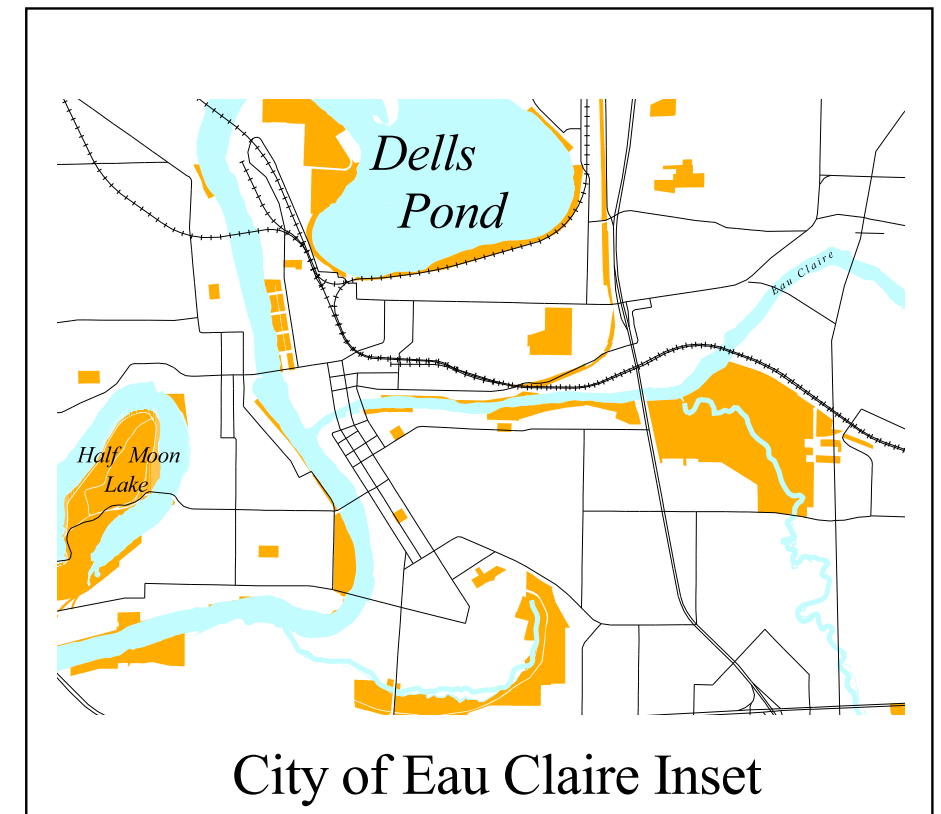 Dells
Pond
Eau Claire
Half Moon
Lake
City of Eau Claire Inset